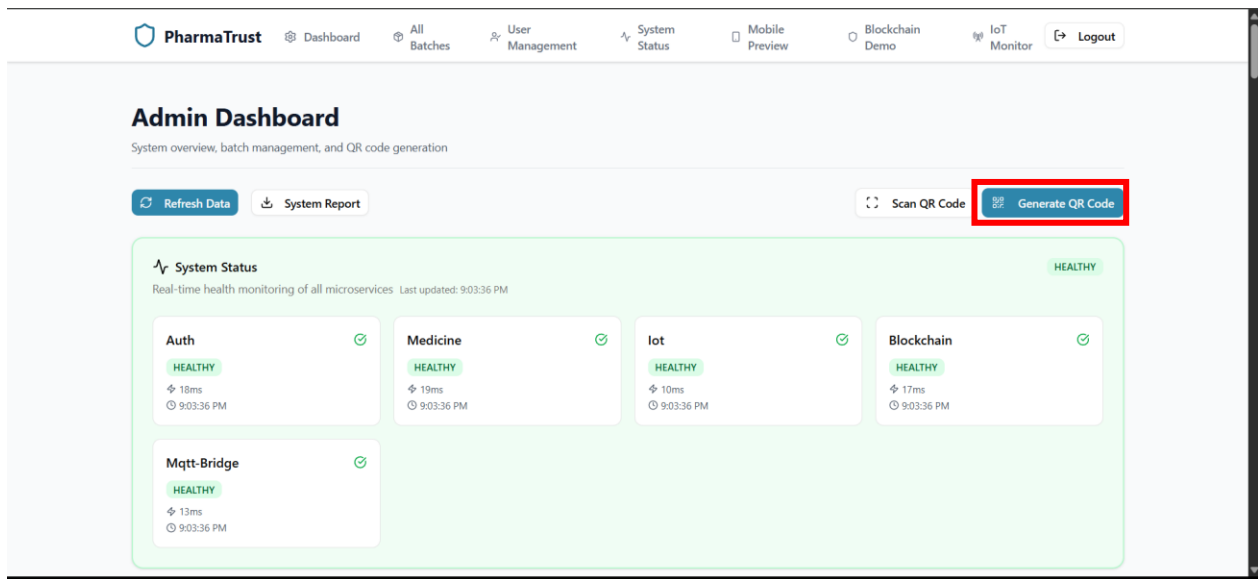 PharmaTrust
Dashboard
All
Batches
User
Management
System
Status
Mobile
Preview
Blockchain
Demo
IoT
Monitor
Logout
Admin Dashboard
System overview, batch management, and QR code generation
Refresh Data
System Report
Scan QR Code
Generate QR Code
System Status
HEALTHY
Real-time health monitoring of all microservices Last updated: 9:03:36 PM
Auth
HEALTHY
18ms
9:03:36 PM
Medicine
HEALTHY
19ms
9:03:36 PM
Iot
HEALTHY
10ms
9:03:36 PM
Blockchain
HEALTHY
17ms
9:03:36 PM
Mqtt-Bridge
HEALTHY
13ms
9:03:36 PM